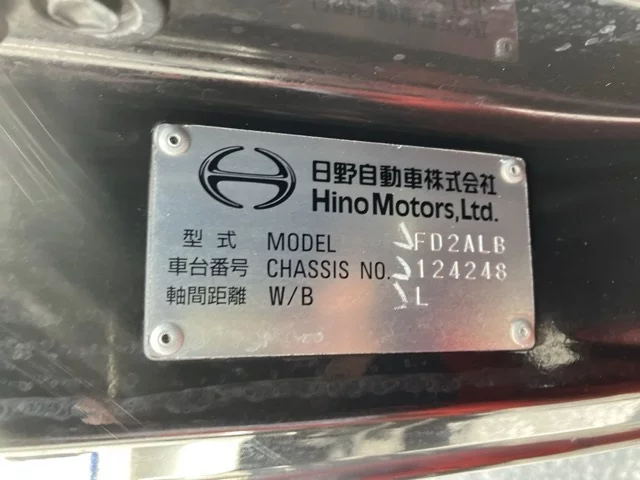 日野自動車株式会社
Hino Motors, Ltd.
型式 MODEL FD2ALB
車台番号 CHASSIS NO. 124248
軸間距離 W/B L